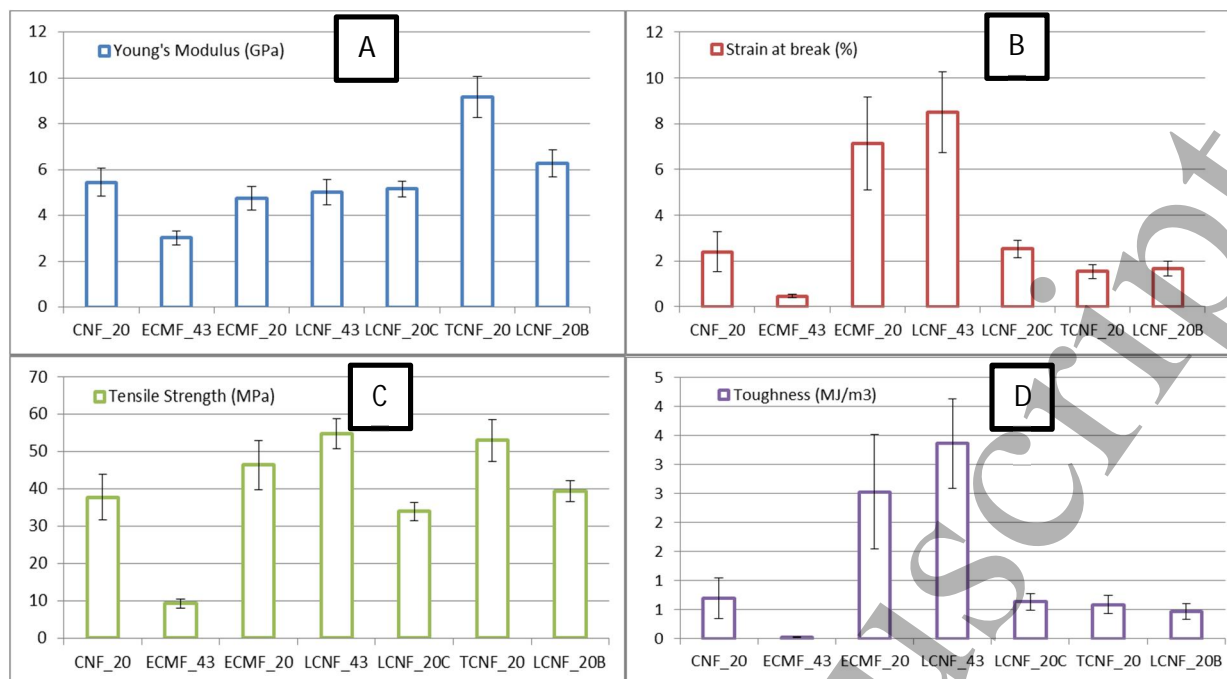 A
Young's Modulus (GPa)
12
10
8
6
4
2
0
CNF_20 ECMF_43 ECMF_20 LCNF_43 LCNF_20C TCNF_20 LCNF_20B
B
Strain at break (%)
12
10
8
6
4
2
0
CNF_20 ECMF_43 ECMF_20 LCNF_43 LCNF_20C TCNF_20 LCNF_20B
C
Tensile Strength (MPa)
70
60
50
40
30
20
10
0
CNF_20 ECMF_43 ECMF_20 LCNF_43 LCNF_20C TCNF_20 LCNF_20B
D
Toughness (MJ/m3)
5
4
4
3
3
2
2
1
1
0
CNF_20 ECMF_43 ECMF_20 LCNF_43 LCNF_20C TCNF_20 LCNF_20B
uscript